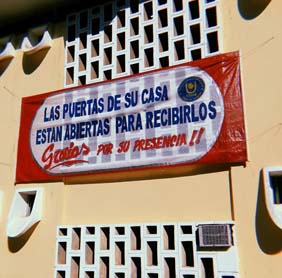 LAS PUERTAS DE SU CASA
ESTAN ABIERTAS PARA RECIBIRLOS
Gracias POR SU PRESENCIA!!